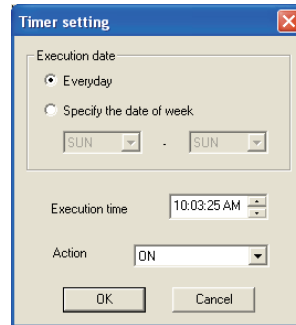 Timer setting
Execution date
Everyday
Specify the date of week
SUN - SUN
Execution time 10:03:25 AM
Action ON
OK Cancel